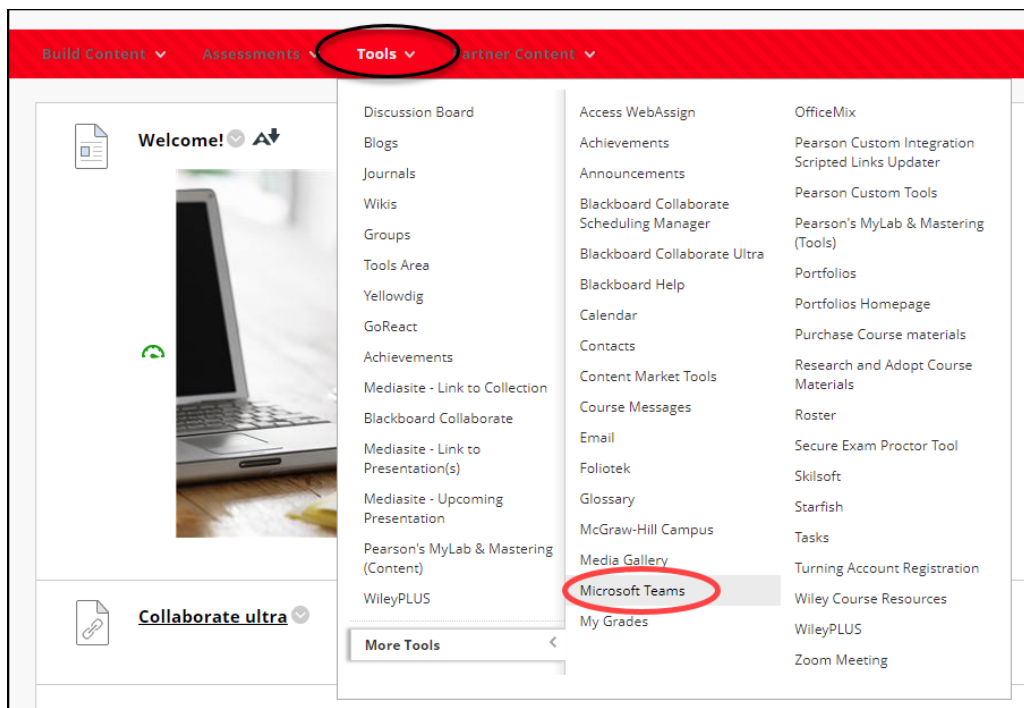 Build Content
Assessments
Tools
artner Content
Welcome!
Discussion Board
Blogs
Journals
Wikis
Groups
Tools Area
Yellowdig
GoReact
Achievements
Mediasite - Link to Collection
Blackboard Collaborate
Mediasite - Link to
Presentation(s)
Mediasite - Upcoming
Presentation
Pearson's MyLab & Mastering
(Content)
WileyPLUS
More Tools
Access WebAssign
Achievements
Announcements
Blackboard Collaborate
Scheduling Manager
Blackboard Collaborate Ultra
Blackboard Help
Calendar
Contacts
Content Market Tools
Course Messages
Email
Foliotek
Glossary
McGraw-Hill Campus
Media Gallery
Microsoft Teams
My Grades
OfficeMix
Pearson Custom Integration
Scripted Links Updater
Pearson Custom Tools
Pearson's MyLab & Mastering
(Tools)
Portfolios
Portfolios Homepage
Purchase Course materials
Research and Adopt Course
Materials
Roster
Secure Exam Proctor Tool
Skilsoft
Starfish
Tasks
Turning Account Registration
Wiley Course Resources
WileyPLUS
Zoom Meeting
Collaborate ultra